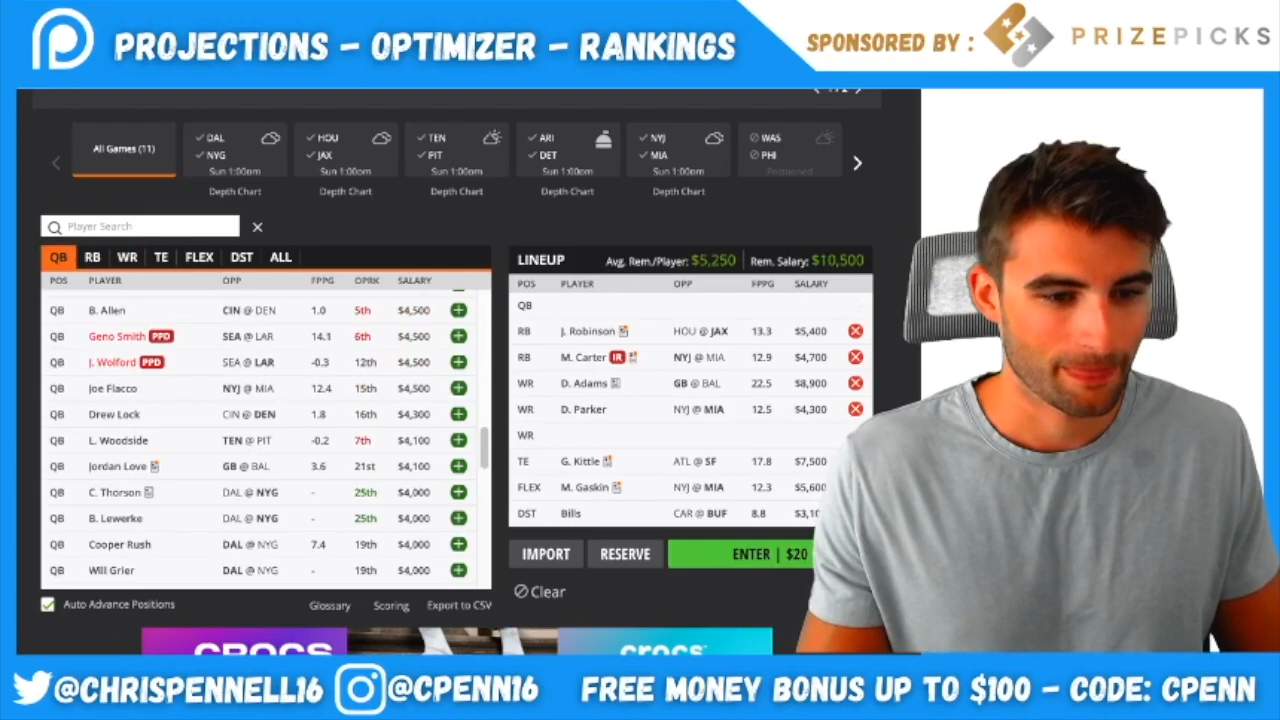 PROJECTIONS - OPTIMIZER - RANKINGS
SPONSORED BY : PRIZEPICKS
All Games (11)
DAL
NYG
Sun 1:00pm
Depth Chart
HOU
JAX
Sun 1:00pm
Depth Chart
TEN
PIT
Sun 1:00pm
Depth Chart
ARI
DET
Sun 1:00pm
Depth Chart
NYJ
MIA
Sun 1:00pm
Depth Chart
WAS
PHI
Postponed
Player Search
QB RB WR TE FLEX DST ALL
POS PLAYER OPP FPPG OPRK SALARY
QB B. Allen CIN @ DEN 1.0 5th $4,500
QB Geno Smith PPD SEA @ LAR 14.1 6th $4,500
QB J. Wolford PPD SEA @ LAR -0.3 12th $4,500
QB Joe Flacco NYJ @ MIA 12.4 15th $4,500
QB Drew Lock CIN @ DEN 1.8 16th $4,300
QB L. Woodside TEN @ PIT -0.2 7th $4,100
QB Jordan Love GB @ BAL 3.6 21st $4,100
QB C. Thorson DAL @ NYG - 25th $4,000
QB B. Lewerke DAL @ NYG - 25th $4,000
QB Cooper Rush DAL @ NYG 7.4 19th $4,000
QB Will Grier DAL @ NYG - 19th $4,000
Auto Advance Positions Glossary Scoring Export to CSV
LINEUP Avg. Rem./Player: $5,250 Rem. Salary: $10,500
POS PLAYER OPP FPPG SALARY
QB
RB J. Robinson HOU @ JAX 13.3 $5,400
RB M. Carter IR NYJ @ MIA 12.9 $4,700
WR D. Adams GB @ BAL 22.5 $8,900
WR D. Parker NYJ @ MIA 12.5 $4,300
WR
TE G. Kittle ATL @ SF 17.8 $7,500
FLEX M. Gaskin NYJ @ MIA 12.3 $5,600
DST Bills CAR @ BUF 8.8 $3,10
IMPORT RESERVE ENTER | $20
Clear
CROCS crocs
@CHRISPENNELL16 @CPENN16 FREE MONEY BONUS UP TO $100 - CODE: CPENN